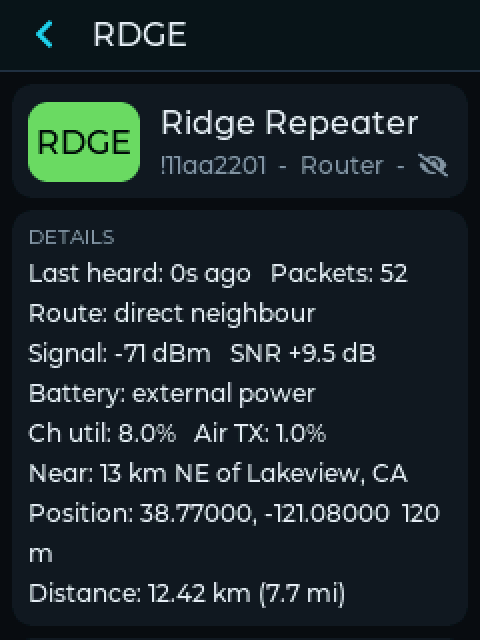 RDGE
RDGE
Ridge Repeater
!11aa2201 - Router -
DETAILS
Last heard: 0s ago Packets: 52
Route: direct neighbour
Signal: -71 dBm SNR +9.5 dB
Battery: external power
Ch util: 8.0% Air TX: 1.0%
Near: 13 km NE of Lakeview, CA
Position: 38.77000, -121.08000 120
m
Distance: 12.42 km (7.7 mi)